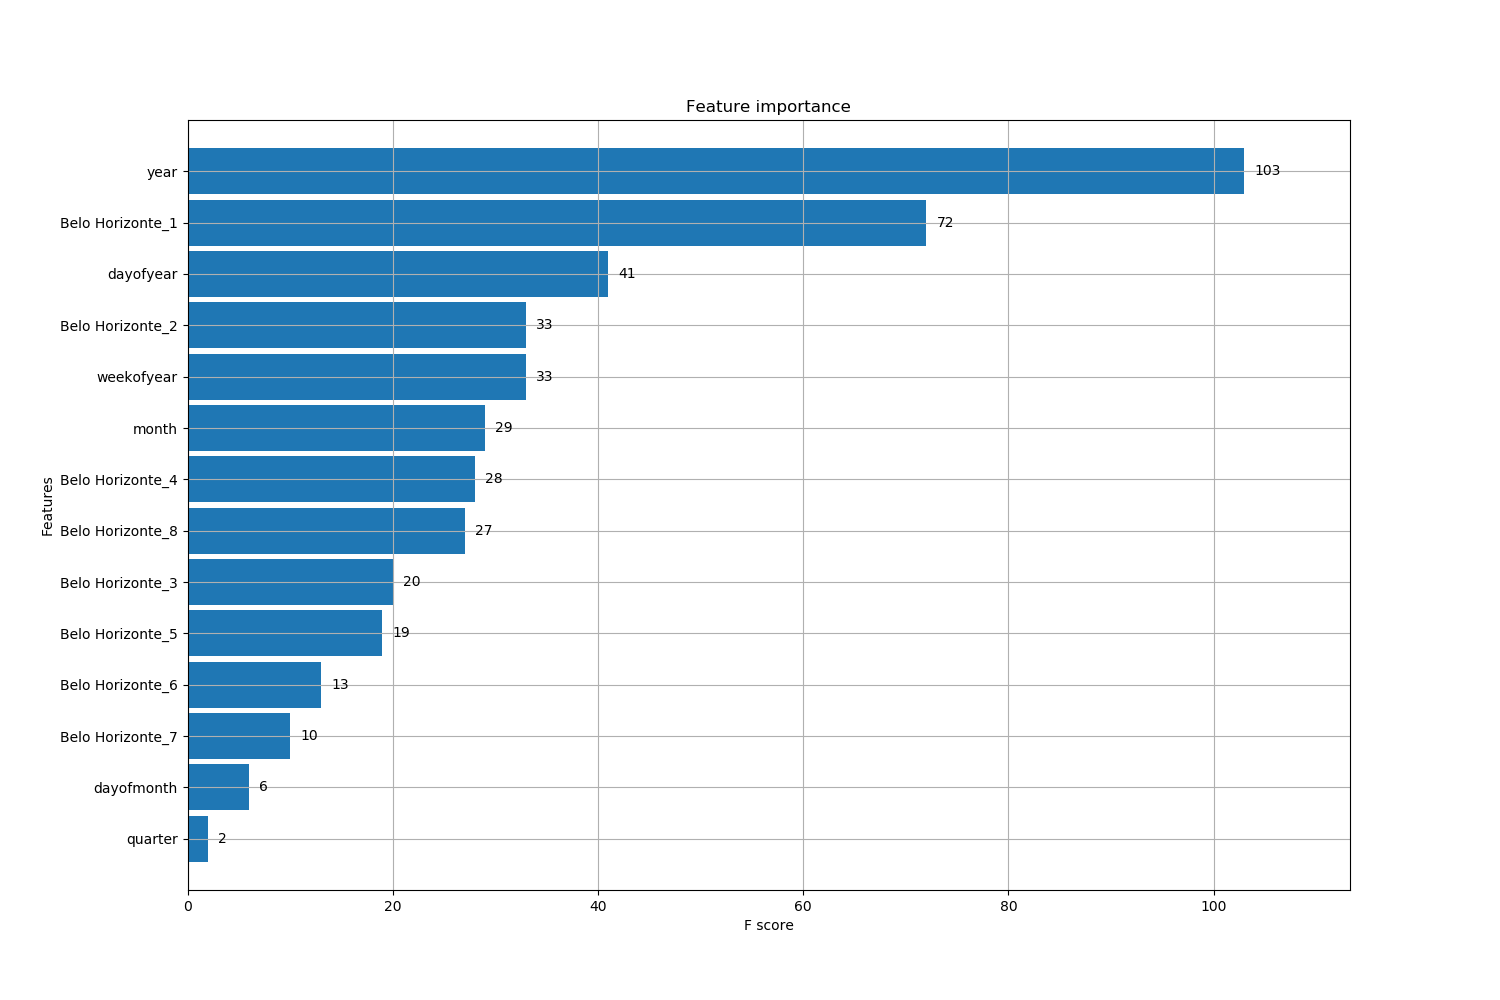 Feature importance
year
103
Belo Horizonte_1
72
dayofyear
41
Belo Horizonte_2
33
weekofyear
33
month
29
Belo Horizonte_4
28
Belo Horizonte_8
27
Belo Horizonte_3
20
Belo Horizonte_5
19
Belo Horizonte_6
13
Belo Horizonte_7
10
dayofmonth
6
quarter
2
Features
0 20 40 60 80 100
F score